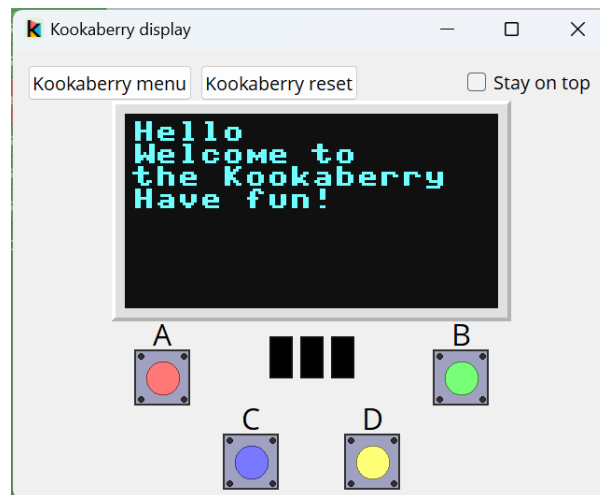 Kookaberry display
Kookaberry menu Kookaberry reset Stay on top
Hello
Welcome to
the Kookaberry
Have fun!
A B
C D